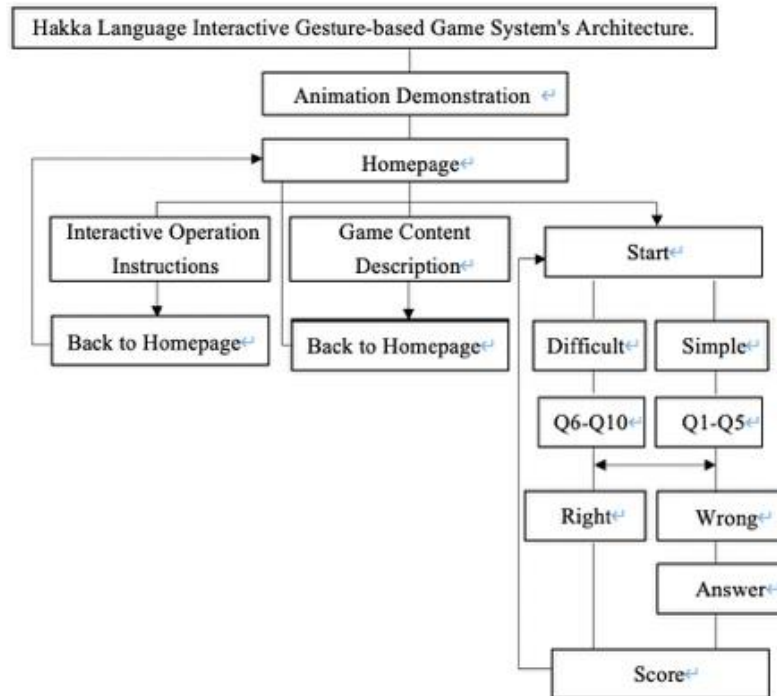 Hakka Language Interactive Gesture-based Game System's Architecture.
Animation Demonstration ↵
Homepage↵
Interactive Operation
Instructions
Game Content
Description↵
Start↵
Back to Homepage↵
Back to Homepage↵
Difficult↵
Simple↵
Q6-Q10↵
Q1-Q5↵
Right↵
Wrong↵
Answer↵
Score↵